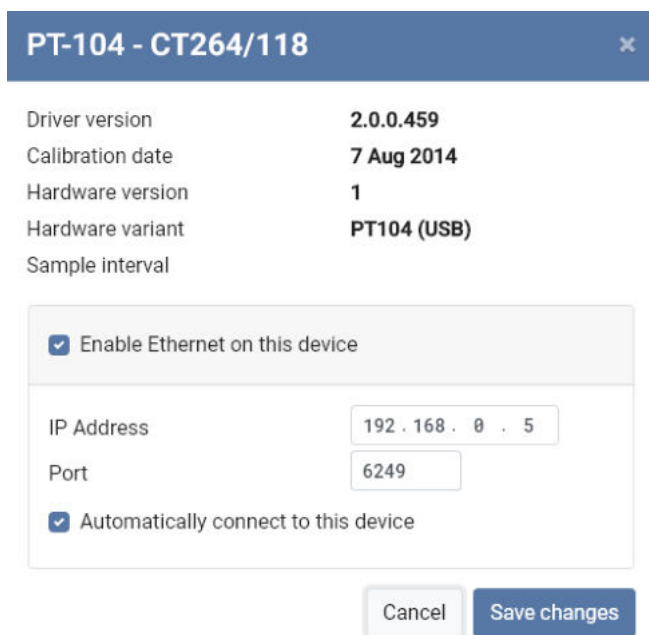 PT-104 - CT264/118 ×
Driver version 2.0.0.459
Calibration date 7 Aug 2014
Hardware version 1
Hardware variant PT104 (USB)
Sample interval
Enable Ethernet on this device
IP Address 192 . 168 . 0 . 5
Port 6249
Automatically connect to this device
Cancel Save changes